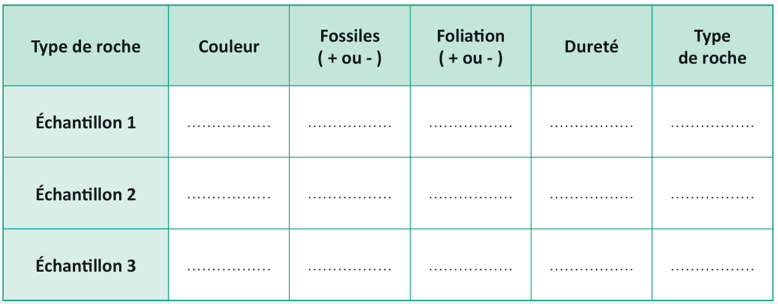 Type de roche
Couleur
Fossiles
( + ou - )
Foliation
( + ou - )
Dureté
Type
de roche
Échantillon 1 ................ ................ ................ ................ ................
Échantillon 2 ................ ................ ................ ................ ................
Échantillon 3 ................ ................ ................ ................ ................